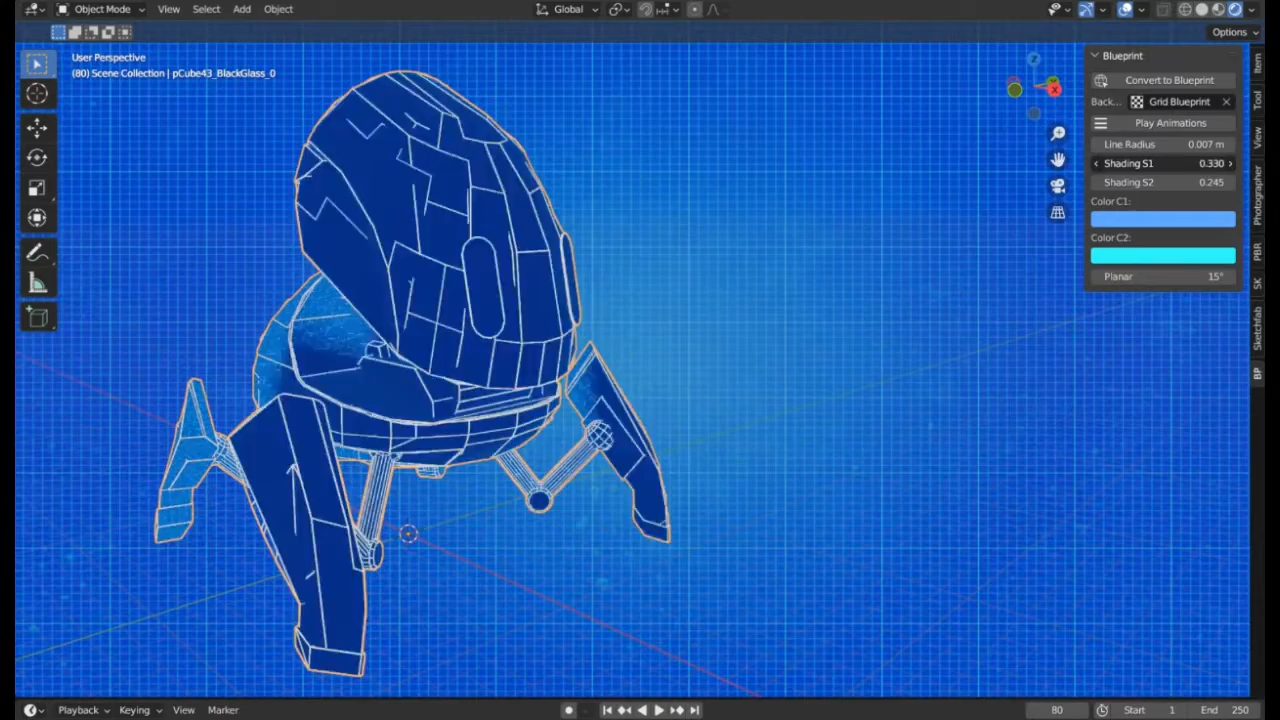 Object Mode View Select Add Object Global
Options
User Perspective
(80) Scene Collection | pCube43_BlackGlass_0
Z
X
Blueprint
Convert to Blueprint
Back... Grid Blueprint
Play Animations
Line Radius 0.007 m
Shading S1 0.330
Shading S2 0.245
Color C1:
Color C2:
Planar 15°
Item
Tool
View
Photographer
PBR
SK
Sketchfab
BP
Playback Keying View Marker 80 Start 1 End 250